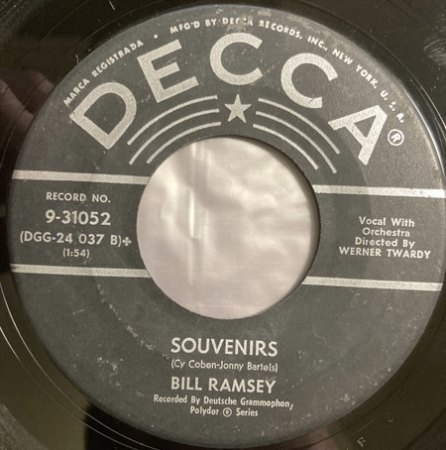 MARCA REGISTRADA ★ MFG'D BY DECCA RECORDS, INC., NEW YORK, U. S. A.
DECCA®
RECORD NO.
9-31052
(DGG-24 037 B)✢
(1:54)
Vocal With
Orchestra
Directed By
WERNER TWARDY
SOUVENIRS
(Cy Coben-Jonny Bartels)
BILL RAMSEY
Recorded By Deutsche Grammophon,
Polydor ® Series